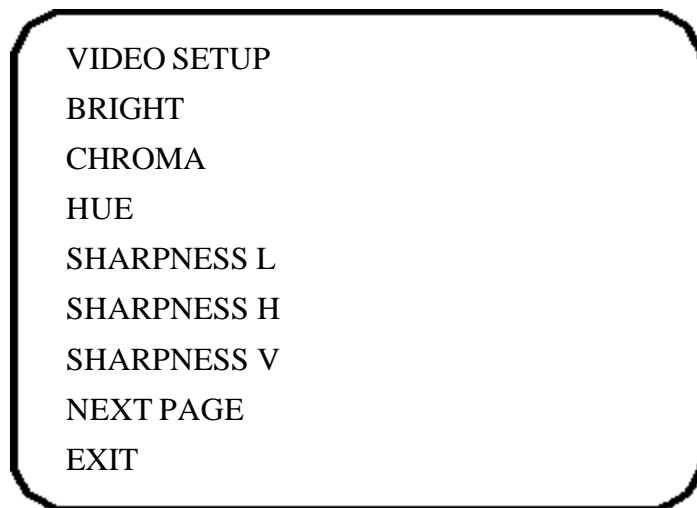 VIDEO SETUP
BRIGHT
CHROMA
HUE
SHARPNESS L
SHARPNESS H
SHARPNESS V
NEXT PAGE
EXIT